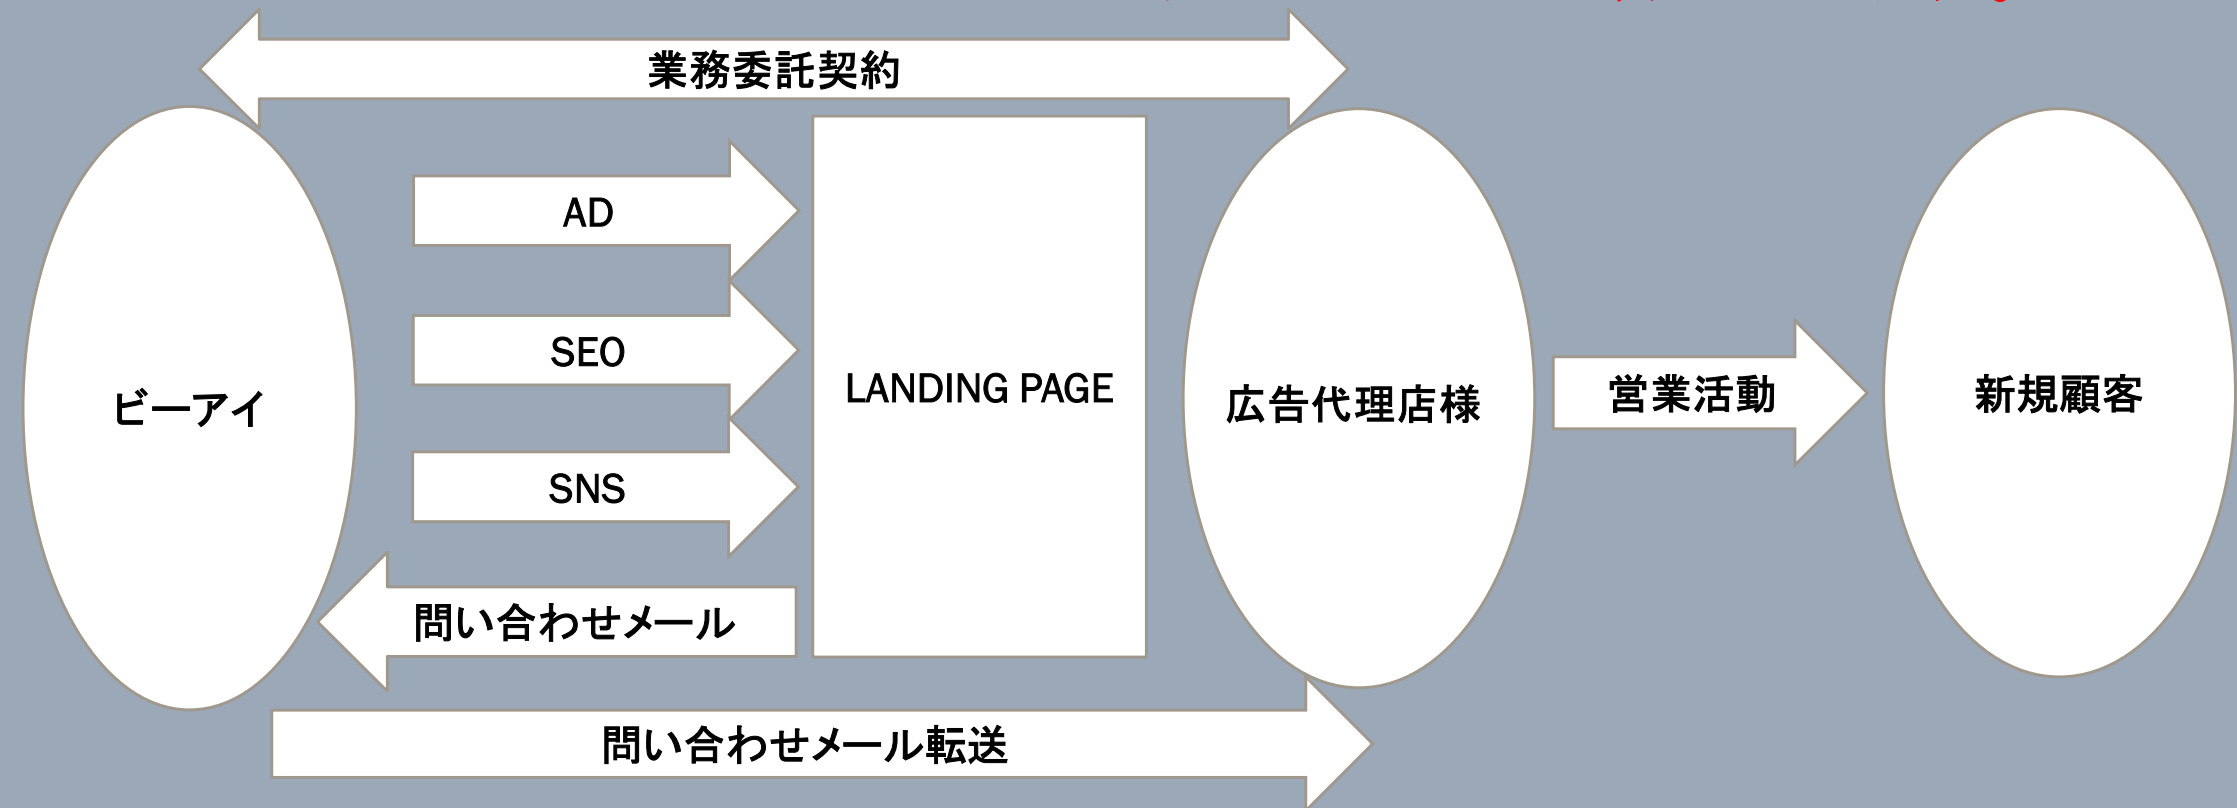 業務委託契約
AD
SEO
LANDING PAGE
ビーアイ
広告代理店様
営業活動
新規顧客
SNS
問い合わせメール
問い合わせメール転送